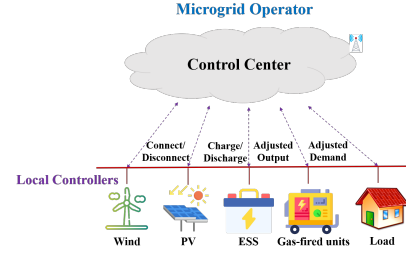 Microgrid Operator
Control Center
Connect/ Charge/ Adjusted Adjusted
Disconnect Discharge Output Demand
Local Controllers
Wind PV ESS Gas-fired units Load